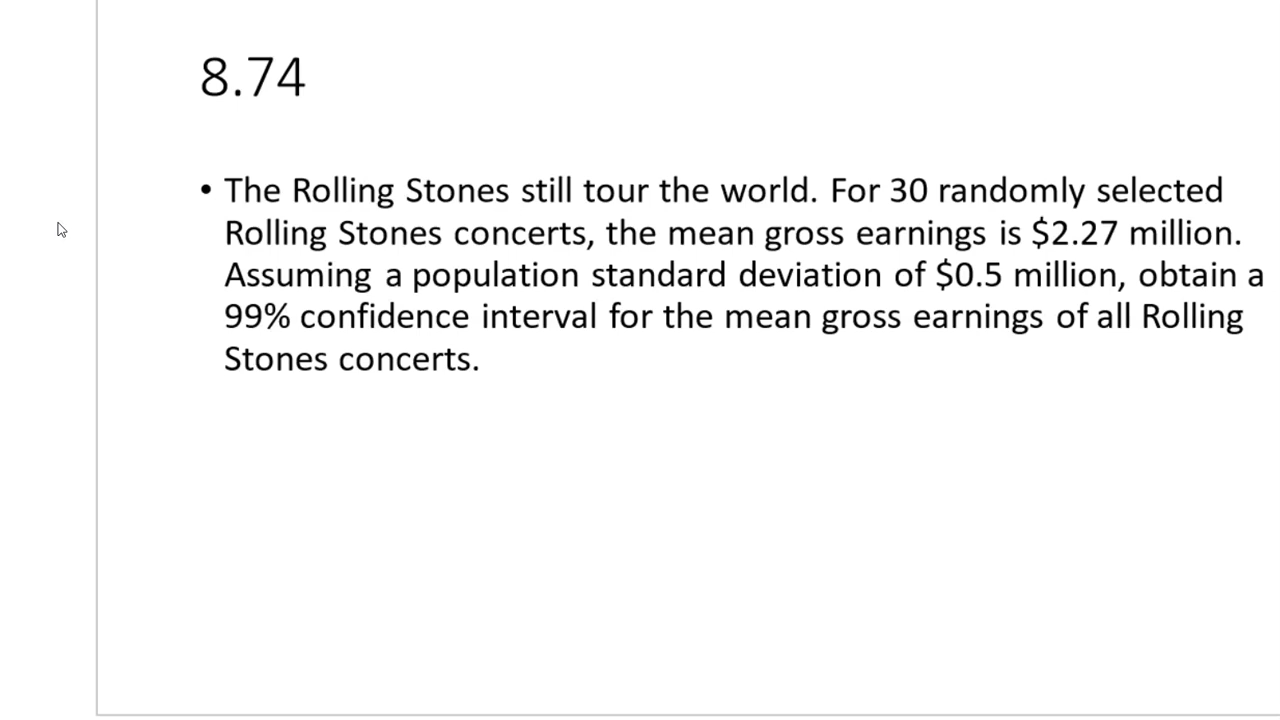 8.74
• The Rolling Stones still tour the world. For 30 randomly selected
Rolling Stones concerts, the mean gross earnings is $2.27 million.
Assuming a population standard deviation of $0.5 million, obtain a
99% confidence interval for the mean gross earnings of all Rolling
Stones concerts.